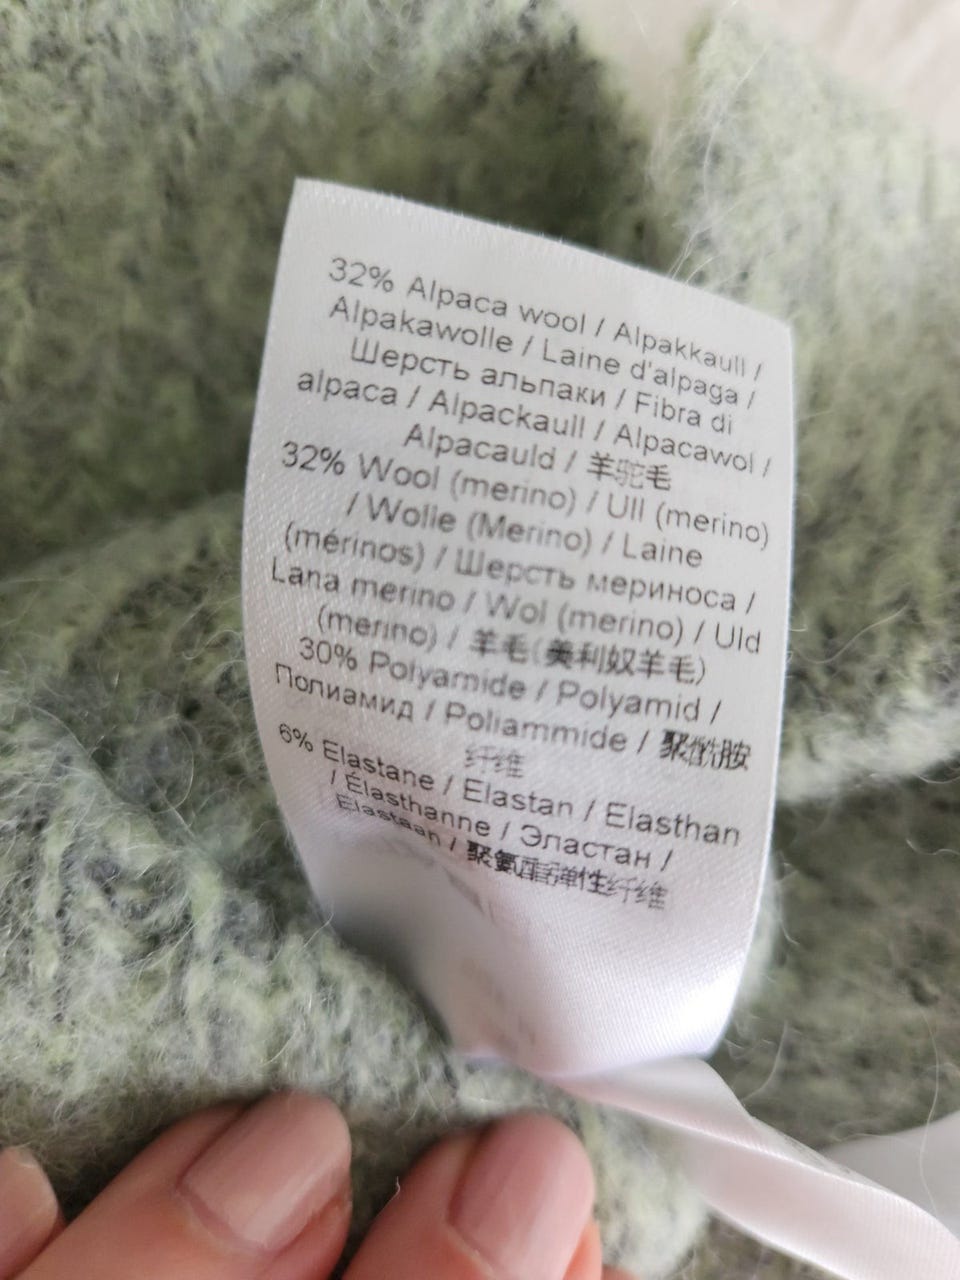 32% Alpaca wool / Alpakkaull /
Alpakawolle / Laine d'alpaga /
Шерсть альпаки / Fibra di
alpaca / Alpackaull / Alpacawol /
Alpacauld / 羊驼毛
32% Wool (merino) / Ull (merino)
/ Wolle (Merino) / Laine
(mérinos) / Шерсть мериноса /
Lana merino / Wol (merino) / Uld
(merino) / 羊毛(美利奴羊毛)
30% Polyamide / Polyamid /
Полиамид / Poliammide / 聚酰胺
纤维
6% Elastane / Elastan / Elasthan
/ Élasthanne / Эластан /
Elastaan / 聚氨酯弹性纤维